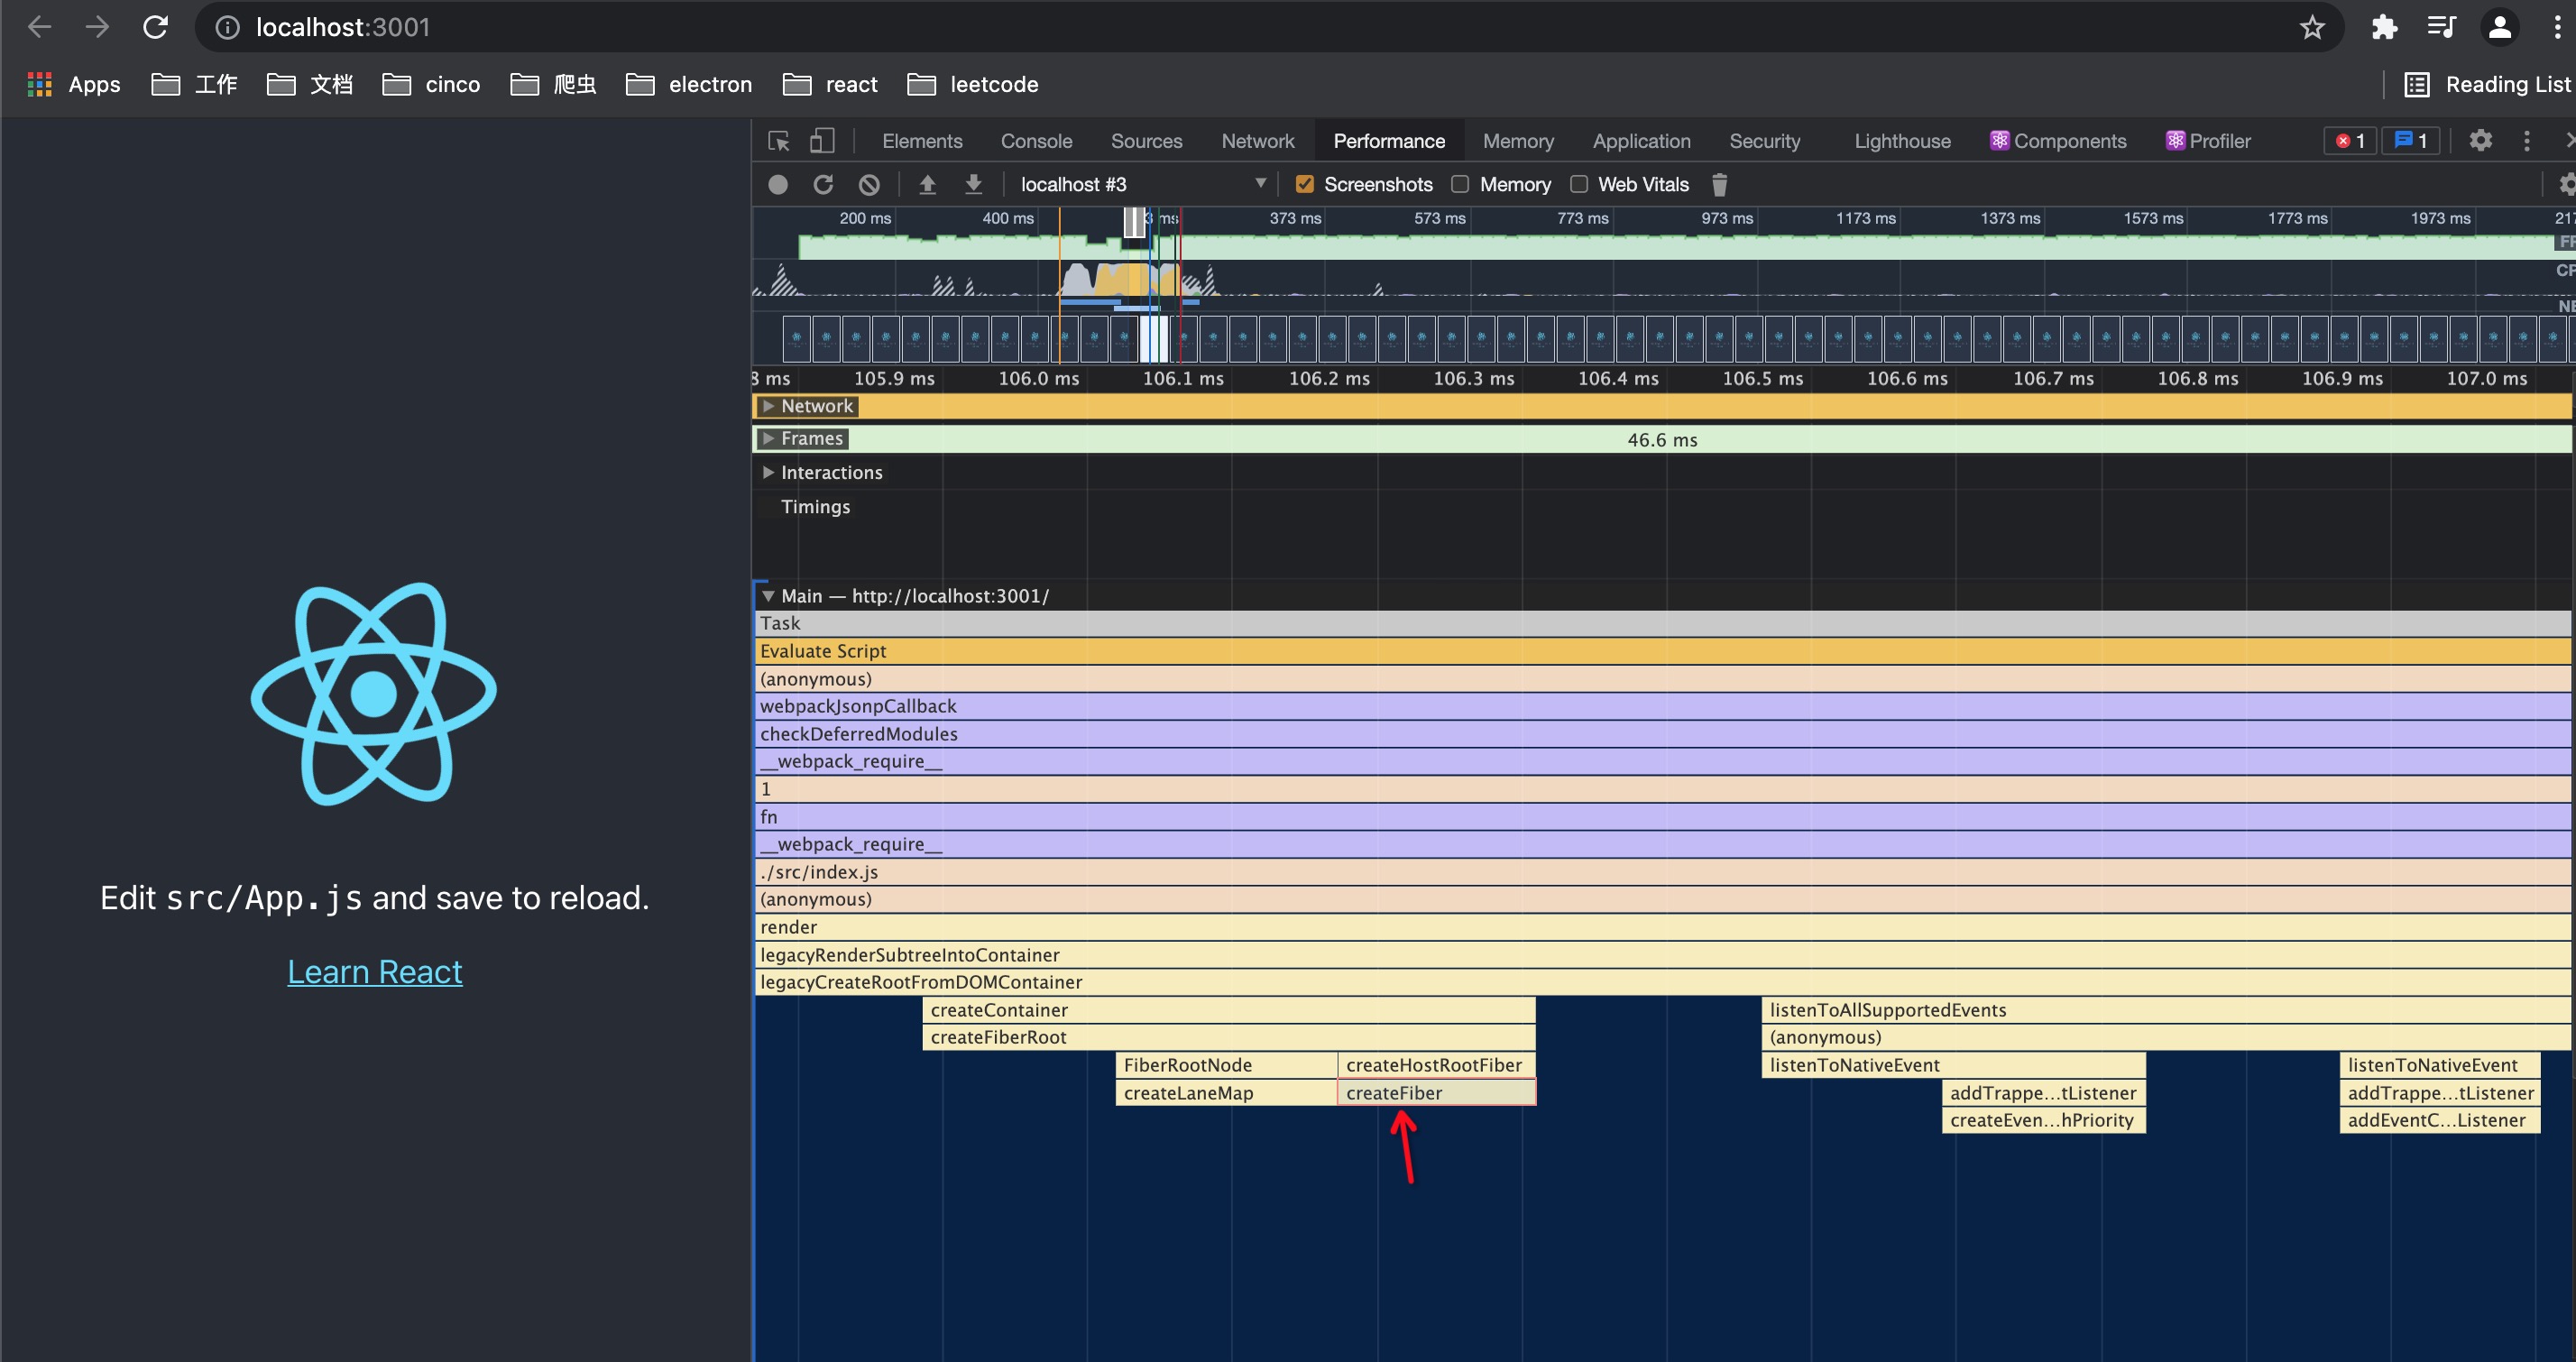 localhost:3001
Apps 工作 文档 cinco 爬虫 electron react leetcode Reading List
Elements Console Sources Network Performance Memory Application Security Lighthouse Components Profiler 1 1
localhost #3 Screenshots Memory Web Vitals
200 ms 400 ms 3 ms 373 ms 573 ms 773 ms 973 ms 1173 ms 1373 ms 1573 ms 1773 ms 1973 ms 217
FP
CP
NE
8 ms 105.9 ms 106.0 ms 106.1 ms 106.2 ms 106.3 ms 106.4 ms 106.5 ms 106.6 ms 106.7 ms 106.8 ms 106.9 ms 107.0 ms
Network
Frames 46.6 ms
Interactions
Timings
Main — http://localhost:3001/
Task
Evaluate Script
(anonymous)
webpackJsonpCallback
checkDeferredModules
__webpack_require__
1
fn
__webpack_require__
./src/index.js
(anonymous)
render
legacyRenderSubtreeIntoContainer
legacyCreateRootFromDOMContainer
createContainer listenToAllSupportedEvents
createFiberRoot (anonymous)
FiberRootNode createHostRootFiber listenToNativeEvent listenToNativeEvent
createLaneMap createFiber addTrappe...tListener addTrappe...tListener
createEven...hPriority addEventC...Listener
Edit src/App.js and save to reload.
Learn React